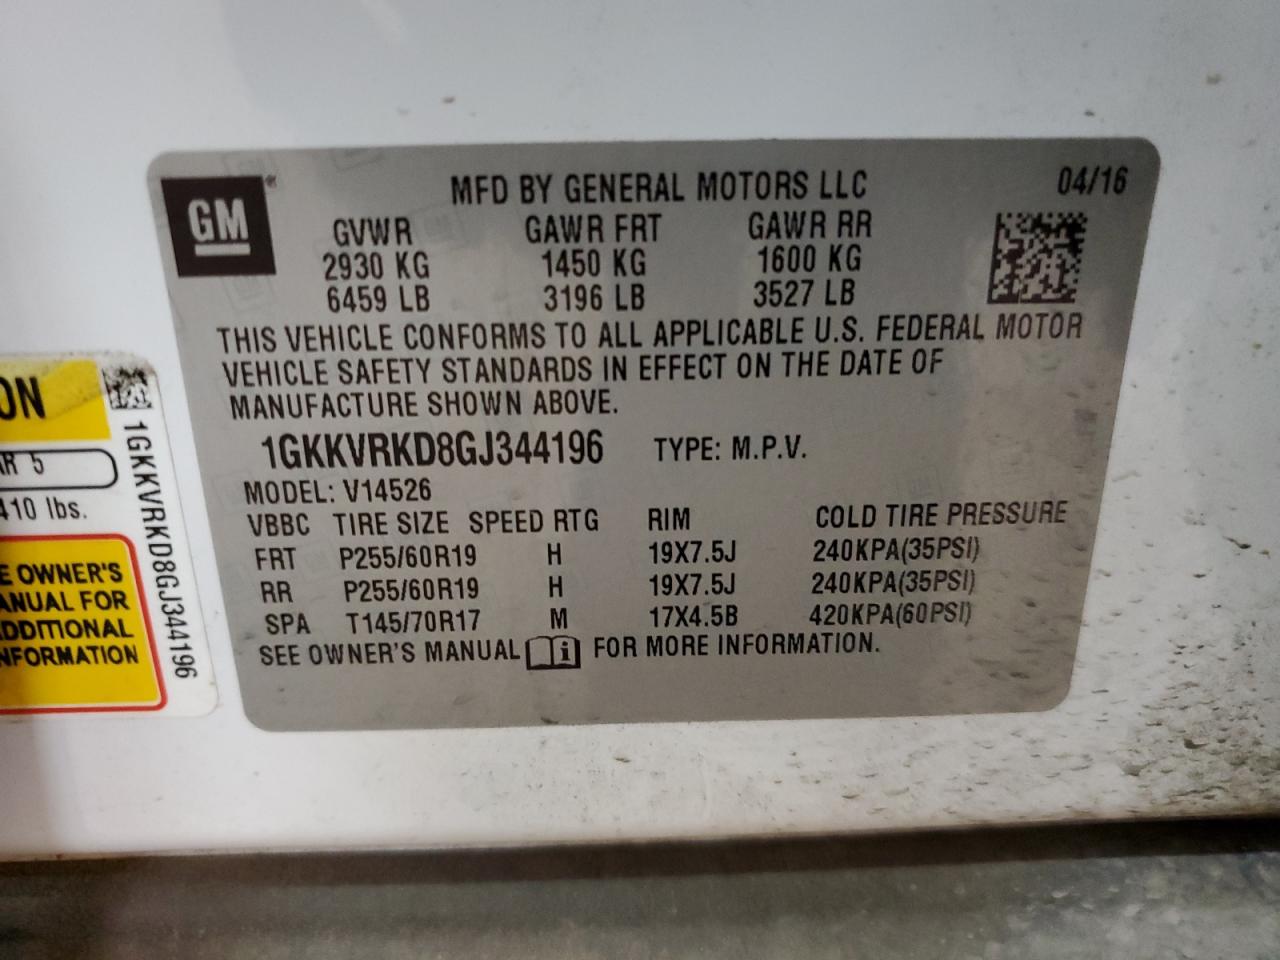 GM
MFD BY GENERAL MOTORS LLC
04/16
GVWR GAWR FRT GAWR RR
2930 KG 1450 KG 1600 KG
6459 LB 3196 LB 3527 LB
THIS VEHICLE CONFORMS TO ALL APPLICABLE U.S. FEDERAL MOTOR
VEHICLE SAFETY STANDARDS IN EFFECT ON THE DATE OF
MANUFACTURE SHOWN ABOVE.
1GKKVRKD8GJ344196 TYPE: M.P.V.
MODEL: V14526
VBBC TIRE SIZE SPEED RTG RIM COLD TIRE PRESSURE
FRT P255/60R19 H 19X7.5J 240KPA(35PSI)
RR P255/60R19 H 19X7.5J 240KPA(35PSI)
SPA T145/70R17 M 17X4.5B 420KPA(60PSI)
SEE OWNER'S MANUAL i FOR MORE INFORMATION.
ON
R 5
410 lbs.
E OWNER'S
ANUAL FOR
ADDITIONAL
NFORMATION
1GKKVRKD8GJ344196